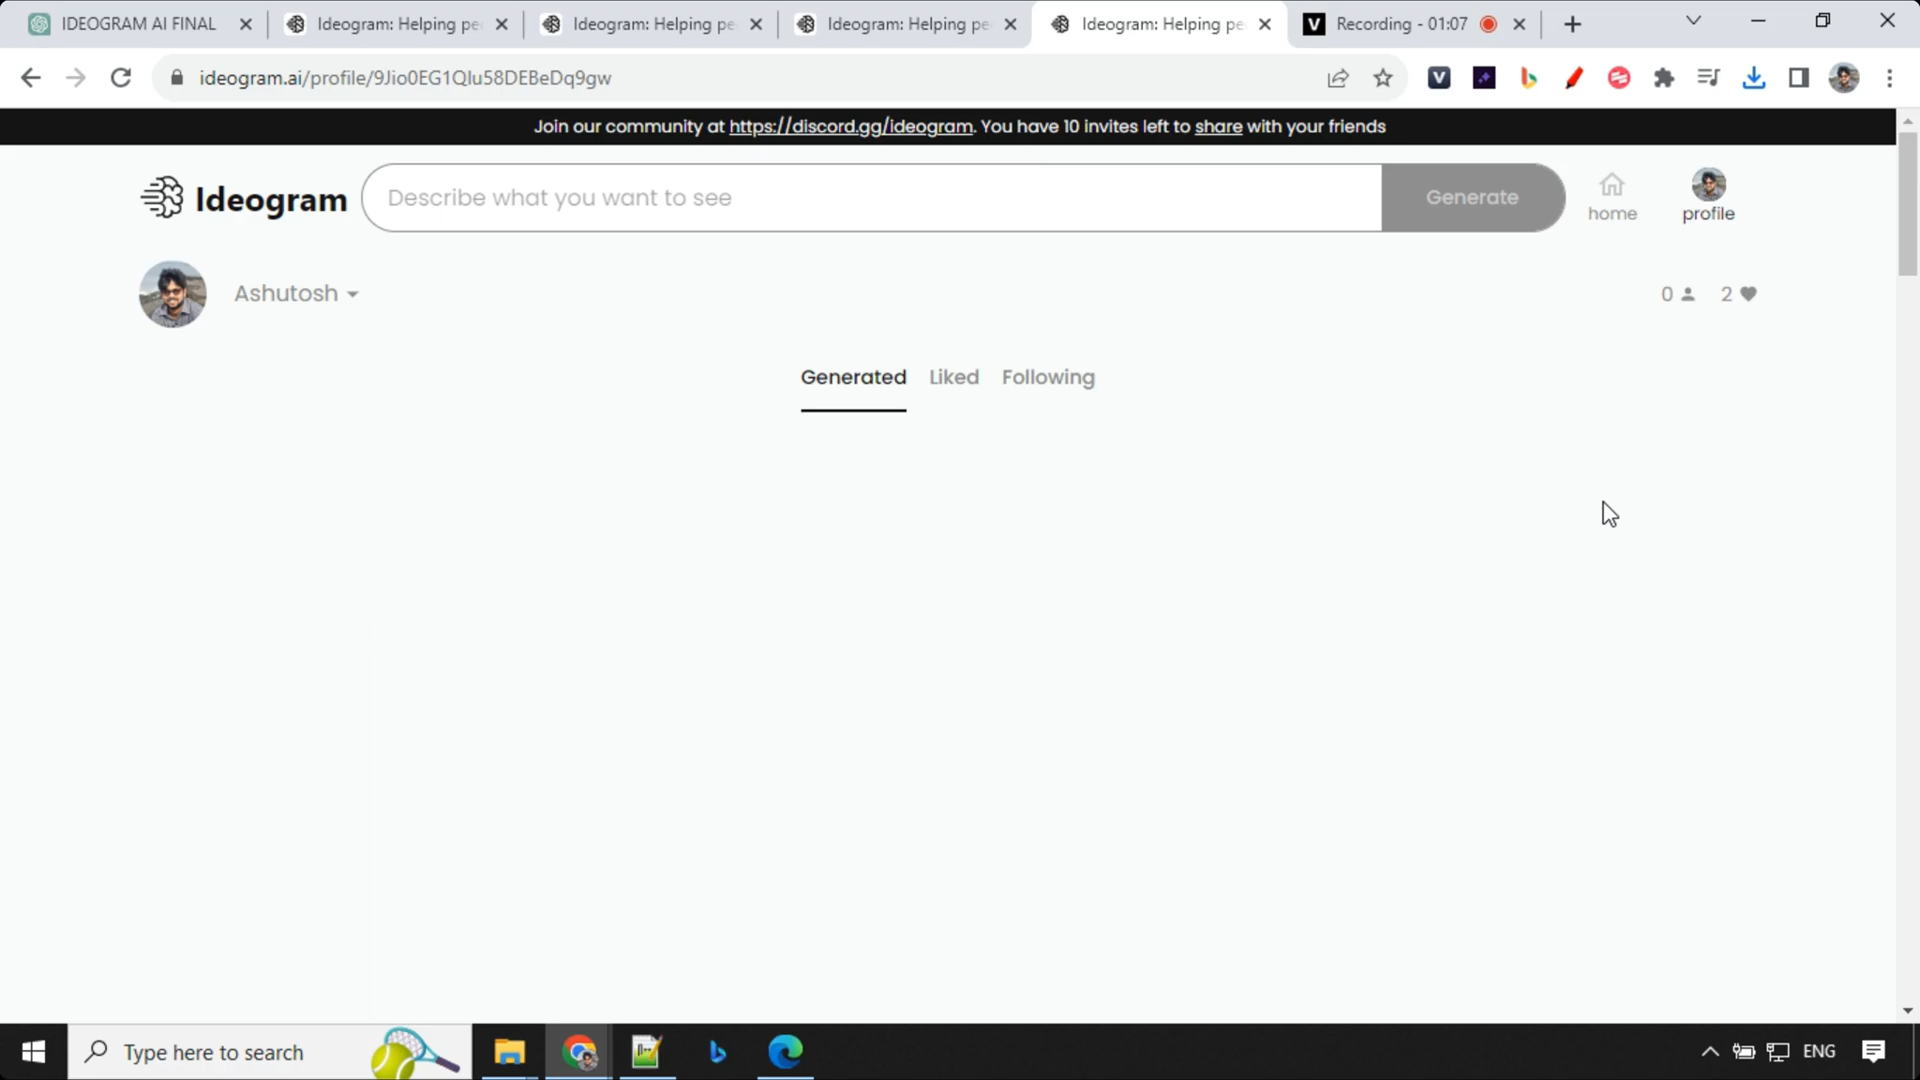 IDEOGRAM AI FINAL
Ideogram: Helping pe
Ideogram: Helping pe
Ideogram: Helping pe
Ideogram: Helping pe
V
Recording - 01:07
ideogram.ai/profile/9Jio0EG1Qlu58DEBeDq9gw
V
Join our community at https://discord.gg/ideogram. You have 10 invites left to share with your friends
Ideogram
Describe what you want to see
Generate
home
profile
Ashutosh
0
2
Generated
Liked
Following
Type here to search
ENG